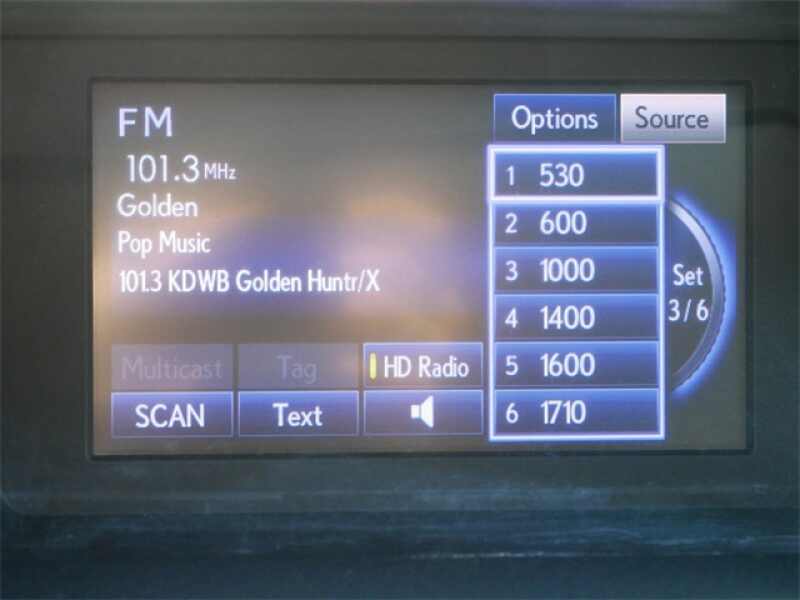 FM
101.3 MHz
Golden
Pop Music
101.3 KDWB Golden Huntr/X
Multicast
Tag
HD Radio
SCAN
Text
Options
Source
1 530
2 600
3 1000
4 1400
5 1600
6 1710
Set
3/6